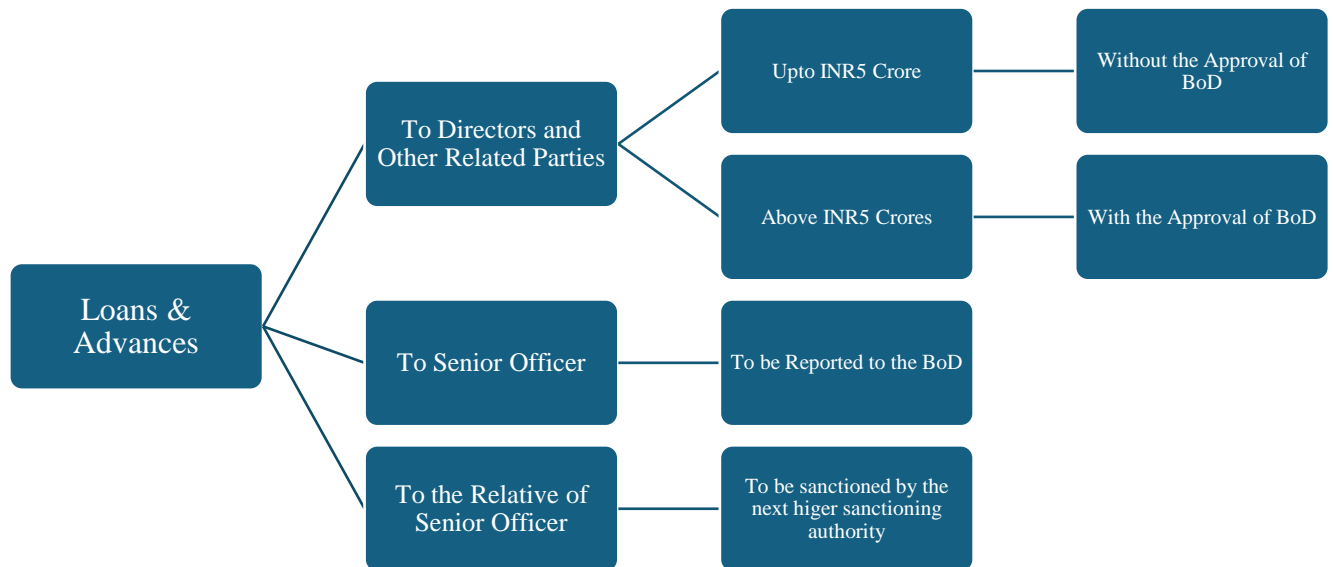 Loans &
Advances
To Directors and
Other Related Parties
Upto INR5 Crore
Without the Approval of
BoD
Above INR5 Crores
With the Approval of BoD
To Senior Officer
To be Reported to the BoD
To the Relative of
Senior Officer
To be sanctioned by the
next higer sanctioning
authority